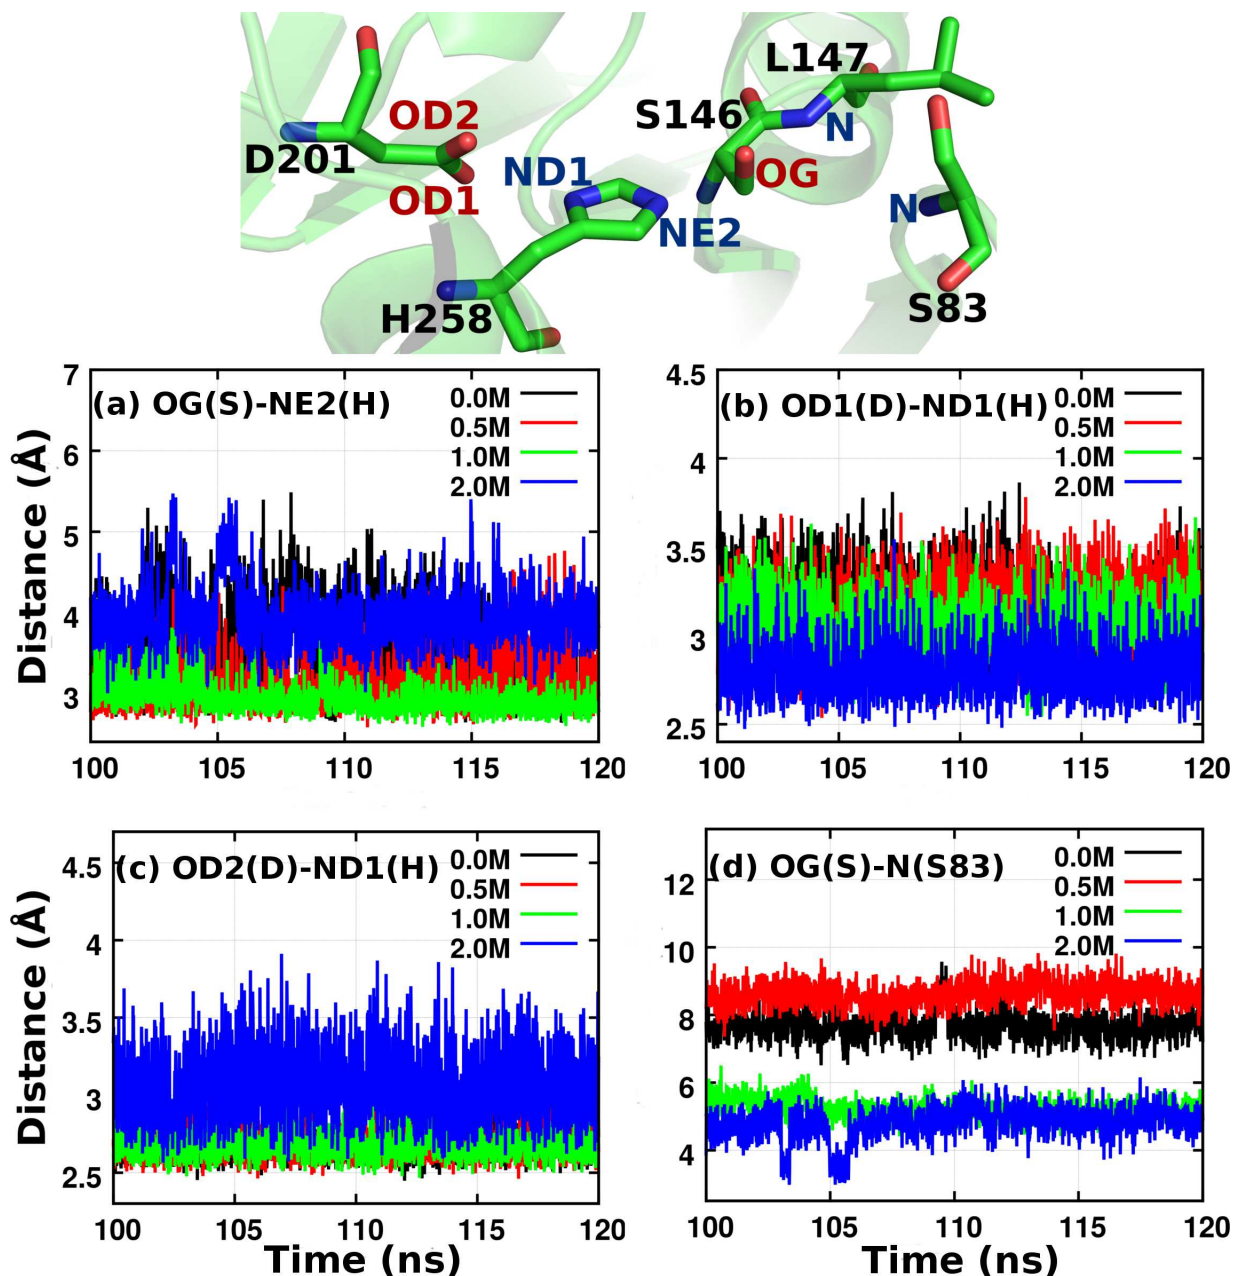 L147
S146
N
OD2
D201
ND1
OG
OD1
N
NE2
S83
H258
(a) OG(S)-NE2(H)
0.0M
0.5M
1.0M
2.0M
7
6
5
4
3
100
105
110
115
120
Distance (Å)
(b) OD1(D)-ND1(H)
0.0M
0.5M
1.0M
2.0M
4.5
4
3.5
3
2.5
100
105
110
115
120
(c) OD2(D)-ND1(H)
0.0M
0.5M
1.0M
2.0M
4.5
4
3.5
3
2.5
100
105
110
115
120
Distance (Å)
Time (ns)
(d) OG(S)-N(S83)
0.0M
0.5M
1.0M
2.0M
12
10
8
6
4
100
105
110
115
120
Time (ns)